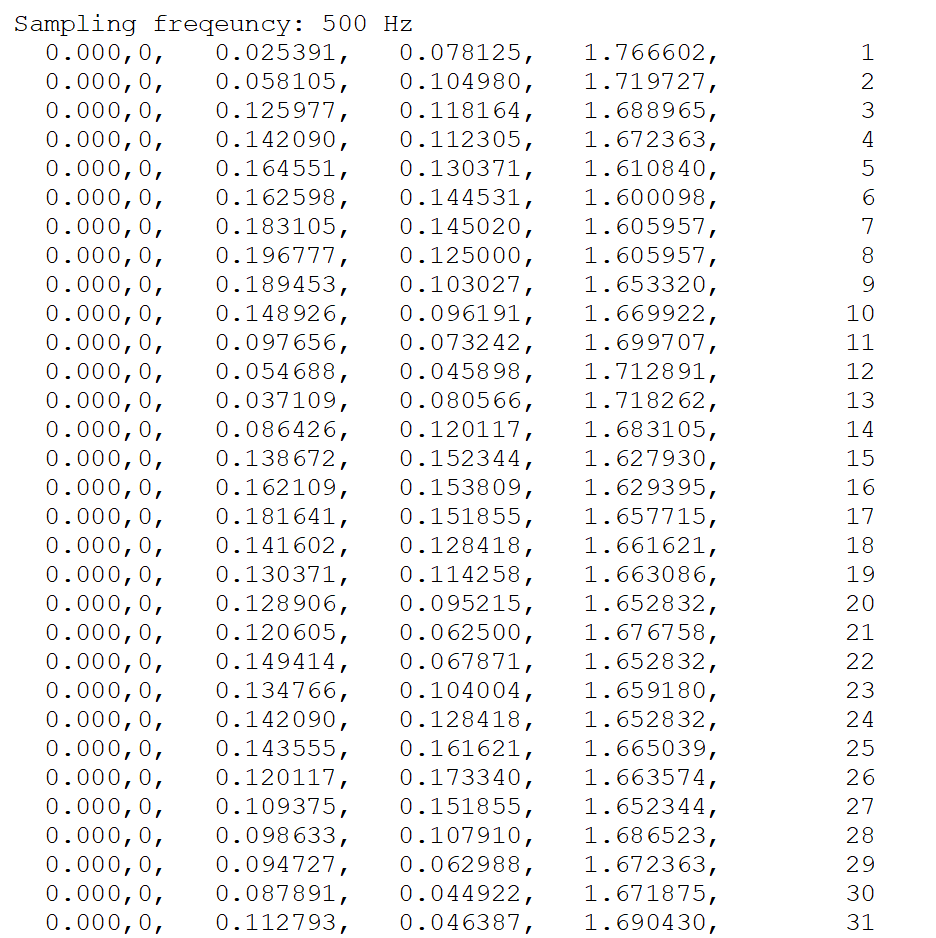 Sampling freqeuncy: 500 Hz
0.000,0, 0.025391, 0.078125, 1.766602, 1
0.000,0, 0.058105, 0.104980, 1.719727, 2
0.000,0, 0.125977, 0.118164, 1.688965, 3
0.000,0, 0.142090, 0.112305, 1.672363, 4
0.000,0, 0.164551, 0.130371, 1.610840, 5
0.000,0, 0.162598, 0.144531, 1.600098, 6
0.000,0, 0.183105, 0.145020, 1.605957, 7
0.000,0, 0.196777, 0.125000, 1.605957, 8
0.000,0, 0.189453, 0.103027, 1.653320, 9
0.000,0, 0.148926, 0.096191, 1.669922, 10
0.000,0, 0.097656, 0.073242, 1.699707, 11
0.000,0, 0.054688, 0.045898, 1.712891, 12
0.000,0, 0.037109, 0.080566, 1.718262, 13
0.000,0, 0.086426, 0.120117, 1.683105, 14
0.000,0, 0.138672, 0.152344, 1.627930, 15
0.000,0, 0.162109, 0.153809, 1.629395, 16
0.000,0, 0.181641, 0.151855, 1.657715, 17
0.000,0, 0.141602, 0.128418, 1.661621, 18
0.000,0, 0.130371, 0.114258, 1.663086, 19
0.000,0, 0.128906, 0.095215, 1.652832, 20
0.000,0, 0.120605, 0.062500, 1.676758, 21
0.000,0, 0.149414, 0.067871, 1.652832, 22
0.000,0, 0.134766, 0.104004, 1.659180, 23
0.000,0, 0.142090, 0.128418, 1.652832, 24
0.000,0, 0.143555, 0.161621, 1.665039, 25
0.000,0, 0.120117, 0.173340, 1.663574, 26
0.000,0, 0.109375, 0.151855, 1.652344, 27
0.000,0, 0.098633, 0.107910, 1.686523, 28
0.000,0, 0.094727, 0.062988, 1.672363, 29
0.000,0, 0.087891, 0.044922, 1.671875, 30
0.000,0, 0.112793, 0.046387, 1.690430, 31